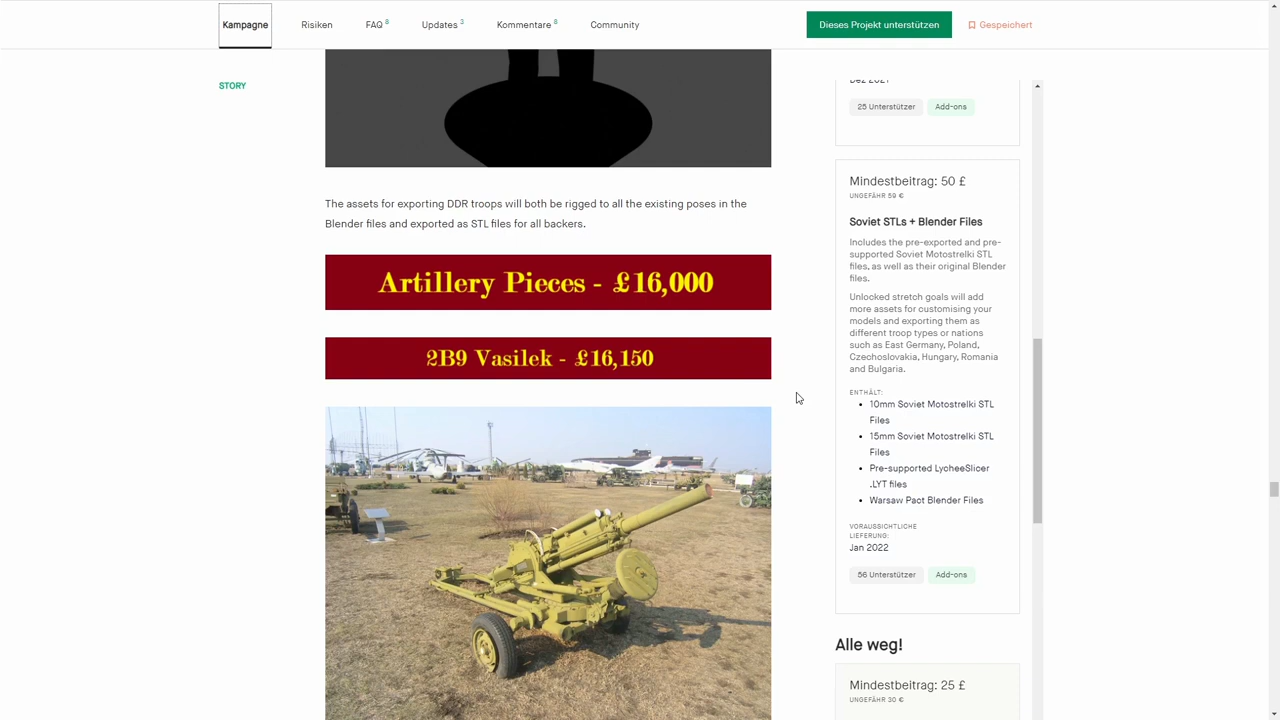 Kampagne
Risiken
FAQ 8
Updates 3
Kommentare 8
Community
Dieses Projekt unterstützen
Gespeichert
STORY
Dez 2021
25 Unterstützer
Add-ons
The assets for exporting DDR troops will both be rigged to all the existing poses in the
Blender files and exported as STL files for all backers.
Artillery Pieces - £16,000
2B9 Vasilek - £16,150
Mindestbeitrag: 50 £
UNGEFÄHR 59 €
Soviet STLs + Blender Files
Includes the pre-exported and pre-
supported Soviet Motostrelki STL
files, as well as their original Blender
files.
Unlocked stretch goals will add
more assets for customising your
models and exporting them as
different troop types or nations
such as East Germany, Poland,
Czechoslovakia, Hungary, Romania
and Bulgaria.
ENTHÄLT:
• 10mm Soviet Motostrelki STL
Files
• 15mm Soviet Motostrelki STL
Files
• Pre-supported LycheeSlicer
.LYT files
• Warsaw Pact Blender Files
VORAUSSICHTLICHE
LIEFERUNG:
Jan 2022
56 Unterstützer
Add-ons
Alle weg!
Mindestbeitrag: 25 £
UNGEFÄHR 30 €